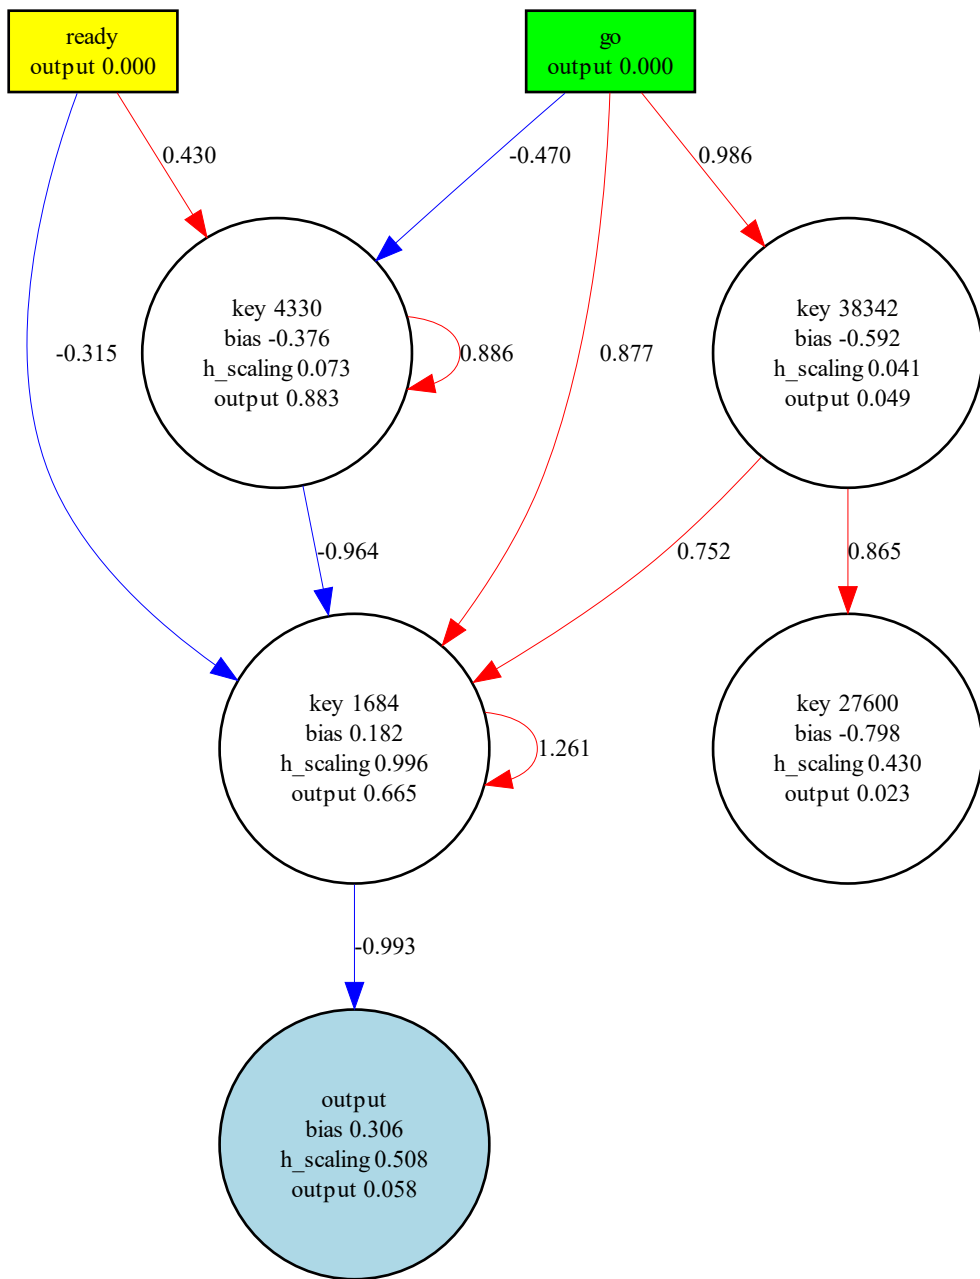 ready
output 0.000
go
output 0.000
0.430
-0.470
0.986
key 4330
bias -0.376
h_scaling 0.073
output 0.883
key 38342
bias -0.592
h_scaling 0.041
output 0.049
-0.315
0.886
0.877
-0.964
0.752
0.865
key 1684
bias 0.182
h_scaling 0.996
output 0.665
key 27600
bias -0.798
h_scaling 0.430
output 0.023
1.261
-0.993
output
bias 0.306
h_scaling 0.508
output 0.058